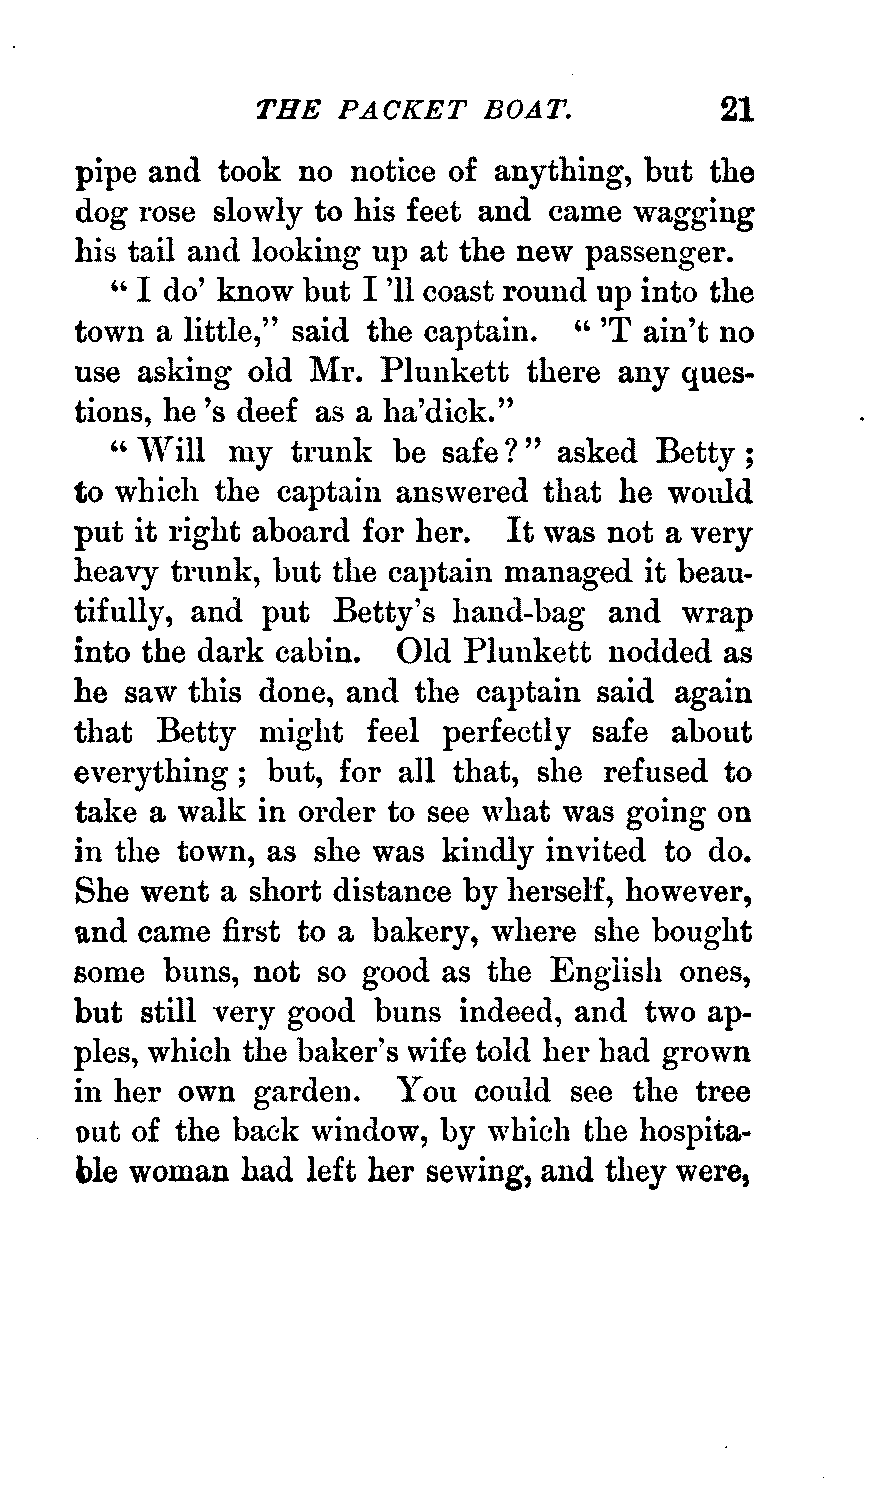 THE PACKET BOAT. 21
pipe and took no notice of anything, but the
dog rose slowly to his feet and came wagging
his tail and looking up at the new passenger.
“ I do’ know but I ’ll coast round up into the
town a little,” said the captain. “ ’T ain’t no
use asking old Mr. Plunkett there any ques-
tions, he ’s deef as a ha’dick.”
“ Will my trunk be safe? ” asked Betty ;
to which the captain answered that he would
put it right aboard for her. It was not a very
heavy trunk, but the captain managed it beau-
tifully, and put Betty’s hand-bag and wrap
into the dark cabin. Old Plunkett nodded as
he saw this done, and the captain said again
that Betty might feel perfectly safe about
everything ; but, for all that, she refused to
take a walk in order to see what was going on
in the town, as she was kindly invited to do.
She went a short distance by herself, however,
and came first to a bakery, where she bought
some buns, not so good as the English ones,
but still very good buns indeed, and two ap-
ples, which the baker’s wife told her had grown
in her own garden. You could see the tree
out of the back window, by which the hospita-
ble woman had left her sewing, and they were,